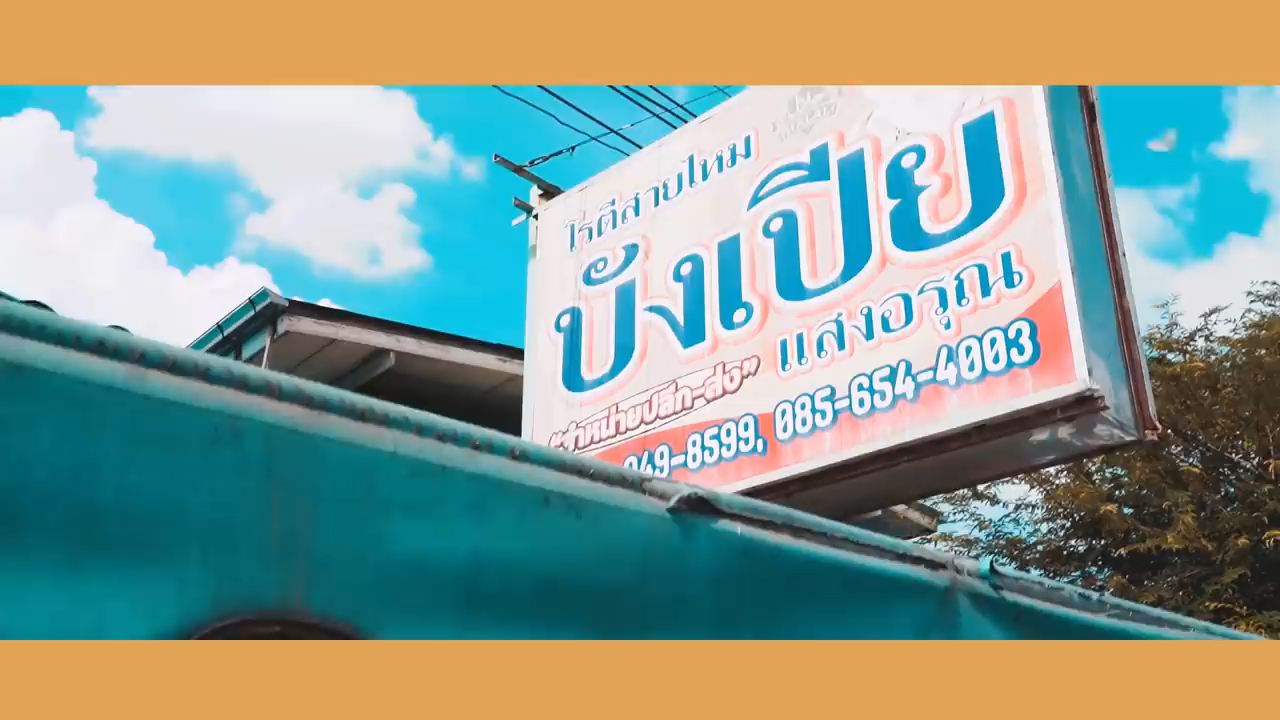 โรตีสายไหม
บังเปีย
แสงอรุณ
“จำหน่ายปลีก-ส่ง”
049-8599, 085-654-4003